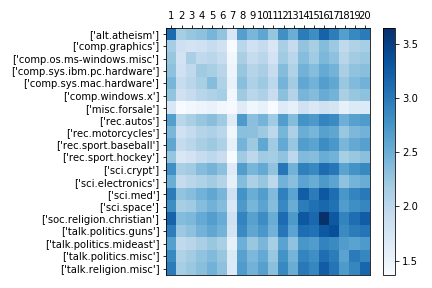 1 2 3 4 5 6 7 8 9 10 11 12 13 14 15 16 17 18 19 20
['alt.atheism']
['comp.graphics']
['comp.os.ms-windows.misc']
['comp.sys.ibm.pc.hardware']
['comp.sys.mac.hardware']
['comp.windows.x']
['misc.forsale']
['rec.autos']
['rec.motorcycles']
['rec.sport.baseball']
['rec.sport.hockey']
['sci.crypt']
['sci.electronics']
['sci.med']
['sci.space']
['soc.religion.christian']
['talk.politics.guns']
['talk.politics.mideast']
['talk.politics.misc']
['talk.religion.misc']
3.5
3.0
2.5
2.0
1.5